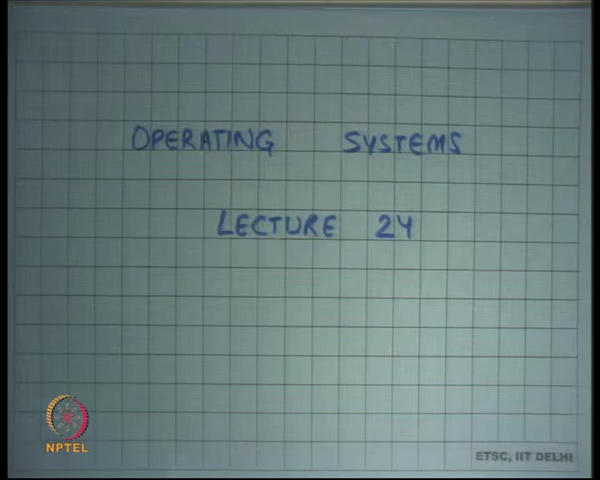 OPERATING SYSTEMS
LECTURE 24
NPTEL
ETSC, IIT DELHI